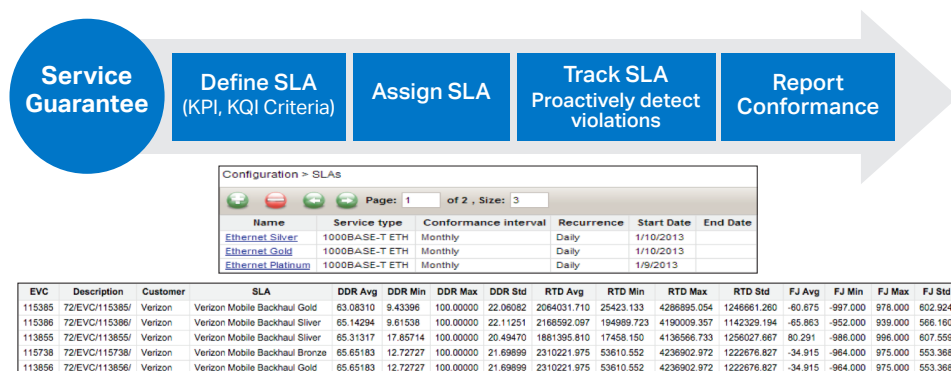 Service
Guarantee
Define SLA
(KPI, KQI Criteria)
Assign SLA
Track SLA
Proactively detect
violations
Report
Conformance
Configuration > SLAs
Page: 1 of 2 , Size: 3
Name Service type Conformance interval Recurrence Start Date End Date
Ethernet Silver 1000BASE-T ETH Monthly Daily 1/10/2013
Ethernet Gold 1000BASE-T ETH Monthly Daily 1/10/2013
Ethernet Platinum 1000BASE-T ETH Monthly Daily 1/9/2013
EVC Description Customer SLA DDR Avg DDR Min DDR Max DDR Std RTD Avg RTD Min RTD Max RTD Std FJ Avg FJ Min FJ Max FJ Std
115385 72/EVC/115385/ Verizon Verizon Mobile Backhaul Gold 63.08310 9.43396 100.00000 22.06082 2064031.710 25423.133 4286895.054 1246661.260 -60.675 -997.000 978.000 602.924
115386 72/EVC/115386/ Verizon Verizon Mobile Backhaul Sliver 65.14294 9.61538 100.00000 22.11251 2168592.097 194989.723 4190009.357 1142329.194 -65.863 -952.000 939.000 566.160
113855 72/EVC/113855/ Verizon Verizon Mobile Backhaul Sliver 65.31317 17.85714 100.00000 20.49470 1881395.810 17458.150 4136566.733 1256027.667 80.291 -986.000 996.000 607.559
115738 72/EVC/115738/ Verizon Verizon Mobile Backhaul Bronze 65.65183 12.72727 100.00000 21.69899 2310221.975 53610.552 4236902.972 1222676.827 -34.915 -964.000 975.000 553.368
113856 72/EVC/113856/ Verizon Verizon Mobile Backhaul Sliver 65.65183 12.72727 100.00000 21.69899 2310221.975 53610.552 4236902.972 1222676.827 -34.915 -964.000 975.000 553.368